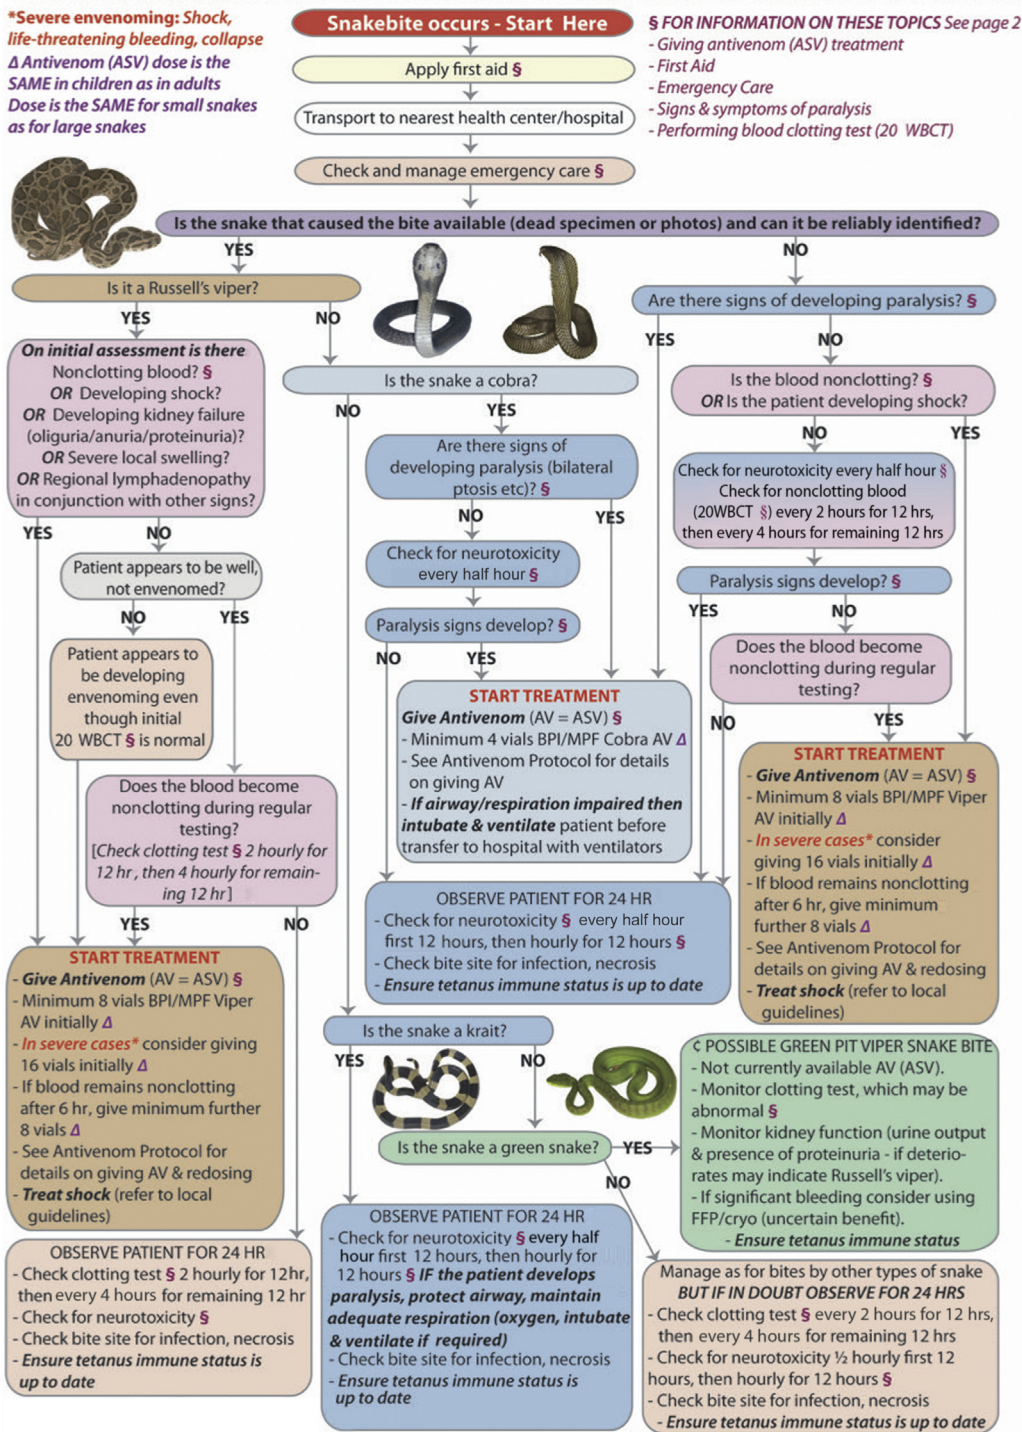 *Severe envenoming: Shock,
life-threatening bleeding, collapse
Δ Antivenom (ASV) dose is the
SAME in children as in adults
Dose is the SAME for small snakes
as for large snakes
Snakebite occurs - Start Here
Apply first aid §
Transport to nearest health center/hospital
Check and manage emergency care §
§ FOR INFORMATION ON THESE TOPICS See page 2
- Giving antivenom (ASV) treatment
- First Aid
- Emergency Care
- Signs & symptoms of paralysis
- Performing blood clotting test (20 WBCT)
Is the snake that caused the bite available (dead specimen or photos) and can it be reliably identified?
YES
NO
Is it a Russell's viper?
YES
NO
On initial assessment is there
Nonclotting blood? §
OR Developing shock?
OR Developing kidney failure
(oliguria/anuria/proteinuria)?
OR Severe local swelling?
OR Regional lymphadenopathy
in conjunction with other signs?
YES
NO
Patient appears to be well,
not envenomed?
NO
YES
Patient appears to
be developing
envenoming even
though initial
20 WBCT § is normal
Does the blood become
nonclotting during regular
testing?
[Check clotting test § 2 hourly for
12 hr, then 4 hourly for remain-
ing 12 hr]
YES
NO
START TREATMENT
- Give Antivenom (AV = ASV) §
- Minimum 8 vials BPI/MPF Viper
AV initially Δ
- In severe cases* consider giving
16 vials initially Δ
- If blood remains nonclotting
after 6 hr, give minimum further
8 vials Δ
- See Antivenom Protocol for
details on giving AV & redosing
- Treat shock (refer to local
guidelines)
OBSERVE PATIENT FOR 24 HR
- Check clotting test § 2 hourly for 12hr,
then every 4 hours for remaining 12 hr
- Check for neurotoxicity §
- Check bite site for infection, necrosis
- Ensure tetanus immune status is
up to date
Is the snake a cobra?
NO
YES
Are there signs of
developing paralysis (bilateral
ptosis etc)? §
NO
YES
Check for neurotoxicity
every half hour §
Paralysis signs develop? §
NO
YES
START TREATMENT
Give Antivenom (AV = ASV) §
- Minimum 4 vials BPI/MPF Cobra AV Δ
- See Antivenom Protocol for details
on giving AV
- If airway/respiration impaired then
intubate & ventilate patient before
transfer to hospital with ventilators
OBSERVE PATIENT FOR 24 HR
- Check for neurotoxicity § every half hour
first 12 hours, then hourly for 12 hours §
- Check bite site for infection, necrosis
- Ensure tetanus immune status is up to date
Is the snake a krait?
YES
NO
Is the snake a green snake?
YES
NO
OBSERVE PATIENT FOR 24 HR
- Check for neurotoxicity § every half
hour first 12 hours, then hourly for
12 hours § IF the patient develops
paralysis, protect airway, maintain
adequate respiration (oxygen, intubate
& ventilate if required)
- Check bite site for infection, necrosis
- Ensure tetanus immune status is
up to date
Are there signs of developing paralysis? §
YES
NO
Is the blood nonclotting? §
OR Is the patient developing shock?
NO
YES
Check for neurotoxicity every half hour §
Check for nonclotting blood
(20WBCT §) every 2 hours for 12 hrs,
then every 4 hours for remaining 12 hrs
Paralysis signs develop? §
YES
NO
Does the blood become
nonclotting during regular
testing?
NO
YES
START TREATMENT
- Give Antivenom (AV = ASV) §
- Minimum 8 vials BPI/MPF Viper
AV initially Δ
- In severe cases* consider
giving 16 vials initially Δ
- If blood remains nonclotting
after 6 hr, give minimum
further 8 vials Δ
- See Antivenom Protocol for
details on giving AV & redosing
- Treat shock (refer to local
guidelines)
¢ POSSIBLE GREEN PIT VIPER SNAKE BITE
- Not currently available AV (ASV).
- Monitor clotting test, which may be
abnormal §
- Monitor kidney function (urine output
& presence of proteinuria - if deterio-
rates may indicate Russell's viper).
- If significant bleeding consider using
FFP/cryo (uncertain benefit).
- Ensure tetanus immune status
Manage as for bites by other types of snake
BUT IF IN DOUBT OBSERVE FOR 24 HRS
- Check clotting test § every 2 hours for 12 hrs,
then every 4 hours for remaining 12 hrs
- Check for neurotoxicity ½ hourly first 12
hours, then hourly for 12 hours §
- Check bite site for infection, necrosis
- Ensure tetanus immune status is up to date